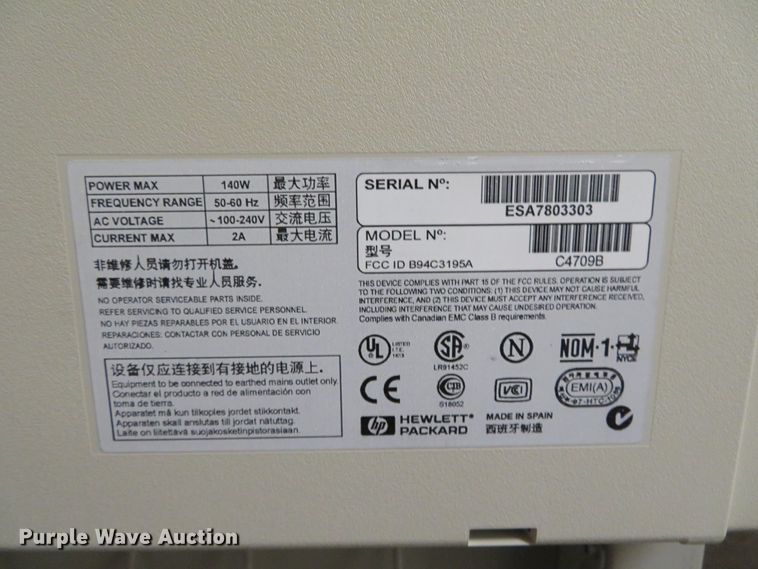 POWER MAX 140W 最大功率
FREQUENCY RANGE 50-60 Hz 频率范围
AC VOLTAGE ~100-240V 交流电压
CURRENT MAX 2A 最大电流
非维修人员请勿打开机盖。
需要维修时请找专业人员服务．
NO OPERATOR SERVICEABLE PARTS INSIDE.
REFER SERVICING TO QUALIFIED SERVICE PERSONNEL.
NO HAY PIEZAS REPARABLES POR EL USUARIO EN EL INTERIOR.
REPARACIONES: CONTACTAR CON PERSONAL DE SERVICIO
AUTORIZADO.
设备仅应连接到有接地的电源上．
Equipment to be connected to earthed mains outlet only.
Conectar el producto a red de alimentación con
toma de tierra.
Apparatet må kun tilkoples jordet stikkontakt.
Apparaten skall anslutas till jordat nätuttag.
Laite on liitettävä suojakosketinpistorasiaan.
SERIAL Nº:
ESA7803303
MODEL Nº:
型号
FCC ID B94C3195A C4709B
THIS DEVICE COMPLIES WITH PART 15 OF THE FCC RULES. OPERATION IS SUBJECT
TO THE FOLLOWING TWO CONDITIONS: (1) THIS DEVICE MAY NOT CAUSE HARMFUL
INTERFERENCE, AND (2) THIS DEVICE MUST ACCEPT ANY INTERFERENCE RECEIVED,
INCLUDING INTERFERENCE THAT MAY CAUSE UNDESIRED OPERATION.
Complies with Canadian EMC Class B requirements.
UL LISTED SA N NOM·1· NYCE
I.T.E.
LR91452C
CE CJB VCCI EMI(A)
S18052
hp HEWLETT®
PACKARD
MADE IN SPAIN
西班牙制造
Purple Wave Auction